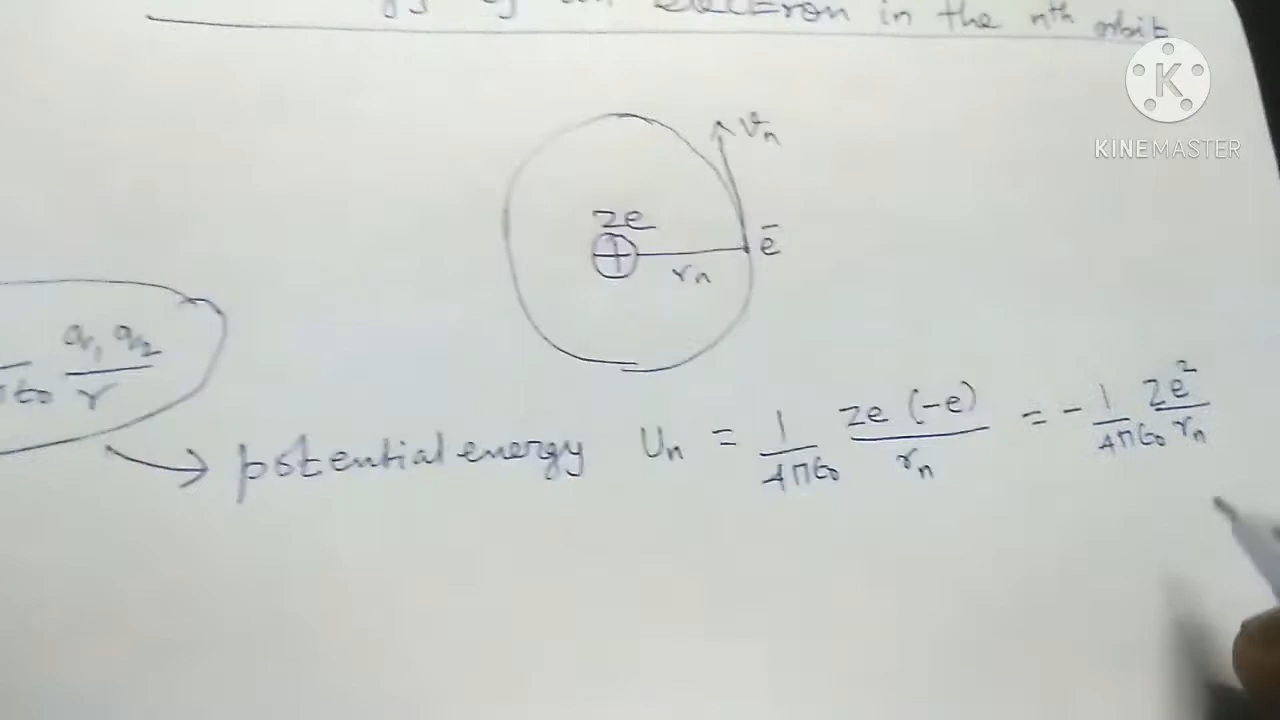 electron in the nth orbit
K
KINEMASTER
vn
Ze
+
e̅
rn
q1 q2
πϵ0 r
potential energy Un = 1/4πϵ0 Ze (-e)/rn = - 1/4πϵ0 Ze²/rn